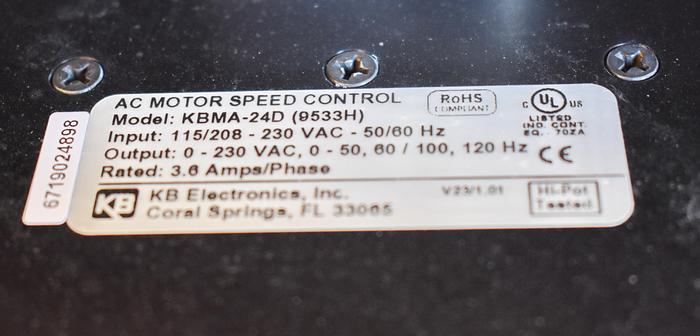 AC MOTOR SPEED CONTROL
Model: KBMA-24D (9533H)
Input: 115/208 - 230 VAC - 50/60 Hz
Output: 0 - 230 VAC, 0 - 50, 60 / 100, 120 Hz
Rated: 3.6 Amps/Phase
RoHS
COMPLIANT
C UL US
LISTED
IND. CONT.
EQ. - 70ZA
CE
KB
KB Electronics, Inc.
Coral Springs, FL 33065
V23/1.01
Hi-Pot
Tested
6719024898